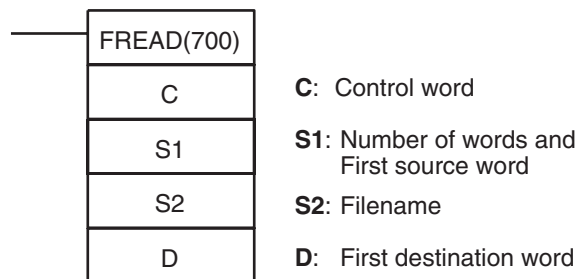 FREAD(700)
C
C: Control word
S1
S1: Number of words and
First source word
S2
S2: Filename
D
D: First destination word